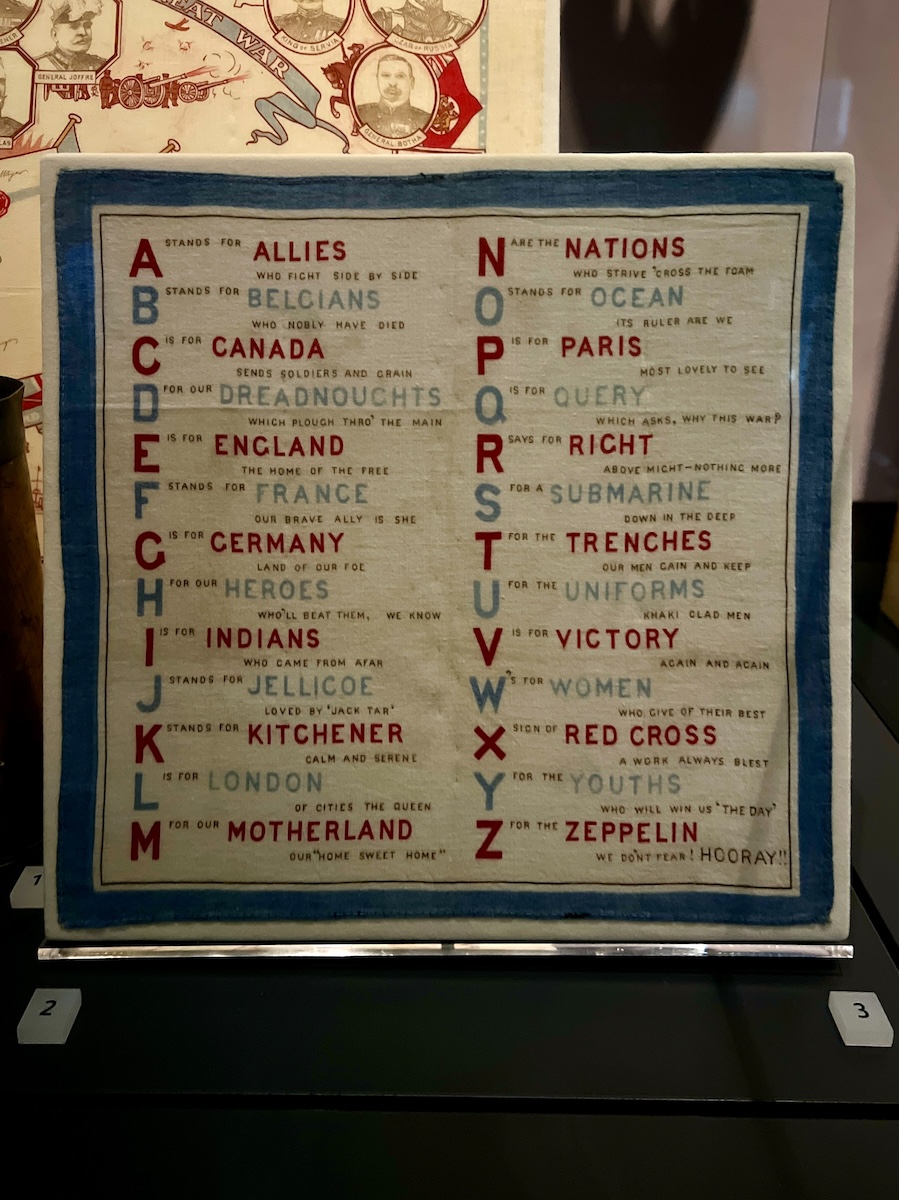 GREAT
WAR
KING OF SERVIA
CZAR OF RUSSIA
GENERAL JOFFRE
GENERAL BOTHA
A STANDS FOR ALLIES
WHO FIGHT SIDE BY SIDE
B STANDS FOR BELGIANS
WHO NOBLY HAVE DIED
C IS FOR CANADA
SENDS SOLDIERS AND GRAIN
D FOR OUR DREADNOUGHTS
WHICH PLOUGH THRO' THE MAIN
E IS FOR ENGLAND
THE HOME OF THE FREE
F STANDS FOR FRANCE
OUR BRAVE ALLY IS SHE
G IS FOR GERMANY
LAND OF OUR FOE
H FOR OUR HEROES
WHO'LL BEAT THEM, WE KNOW
I IS FOR INDIANS
WHO CAME FROM AFAR
J STANDS FOR JELLICOE
LOVED BY 'JACK TAR'
K STANDS FOR KITCHENER
CALM AND SERENE
L IS FOR LONDON
OF CITIES THE QUEEN
M FOR OUR MOTHERLAND
OUR "HOME SWEET HOME"
N ARE THE NATIONS
WHO STRIVE 'CROSS THE FOAM
O STANDS FOR OCEAN
ITS RULER ARE WE
P IS FOR PARIS
MOST LOVELY TO SEE
Q IS FOR QUERY
WHICH ASKS, WHY THIS WAR?
R SAYS FOR RIGHT
ABOVE MIGHT—NOTHING MORE
S FOR A SUBMARINE
DOWN IN THE DEEP
T FOR THE TRENCHES
OUR MEN GAIN AND KEEP
U FOR THE UNIFORMS
KHAKI CLAD MEN
V IS FOR VICTORY
AGAIN AND AGAIN
W'S FOR WOMEN
WHO GIVE OF THEIR BEST
X SIGN OF RED CROSS
A WORK ALWAYS BLEST
Y FOR THE YOUTHS
WHO WILL WIN US 'THE DAY'
Z FOR THE ZEPPELIN
WE DON'T FEAR! HOORAY!!
1
2
3